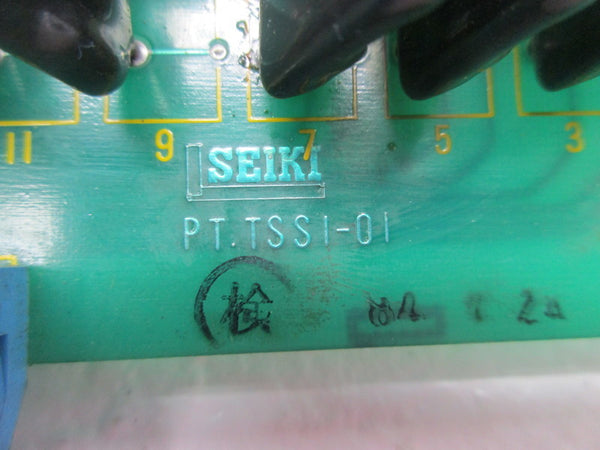 11 9 7 5 3
SEIKI
PT.TSS1-01
検